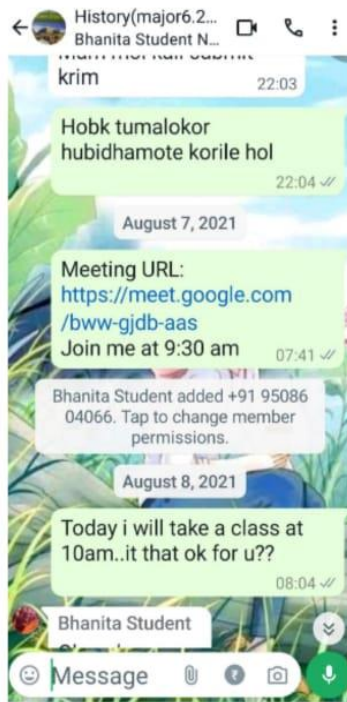 History(major6.2...
Bhanita Student N...
krim
22:03
Hobk tumalokor
hubidhamote korile hol
22:04
August 7, 2021
Meeting URL:
https://meet.google.com
/bww-gjdb-aas
Join me at 9:30 am
07:41
Bhanita Student added +91 95086
04066. Tap to change member
permissions.
August 8, 2021
Today i will take a class at
10am..it that ok for u??
08:04
Bhanita Student
Message